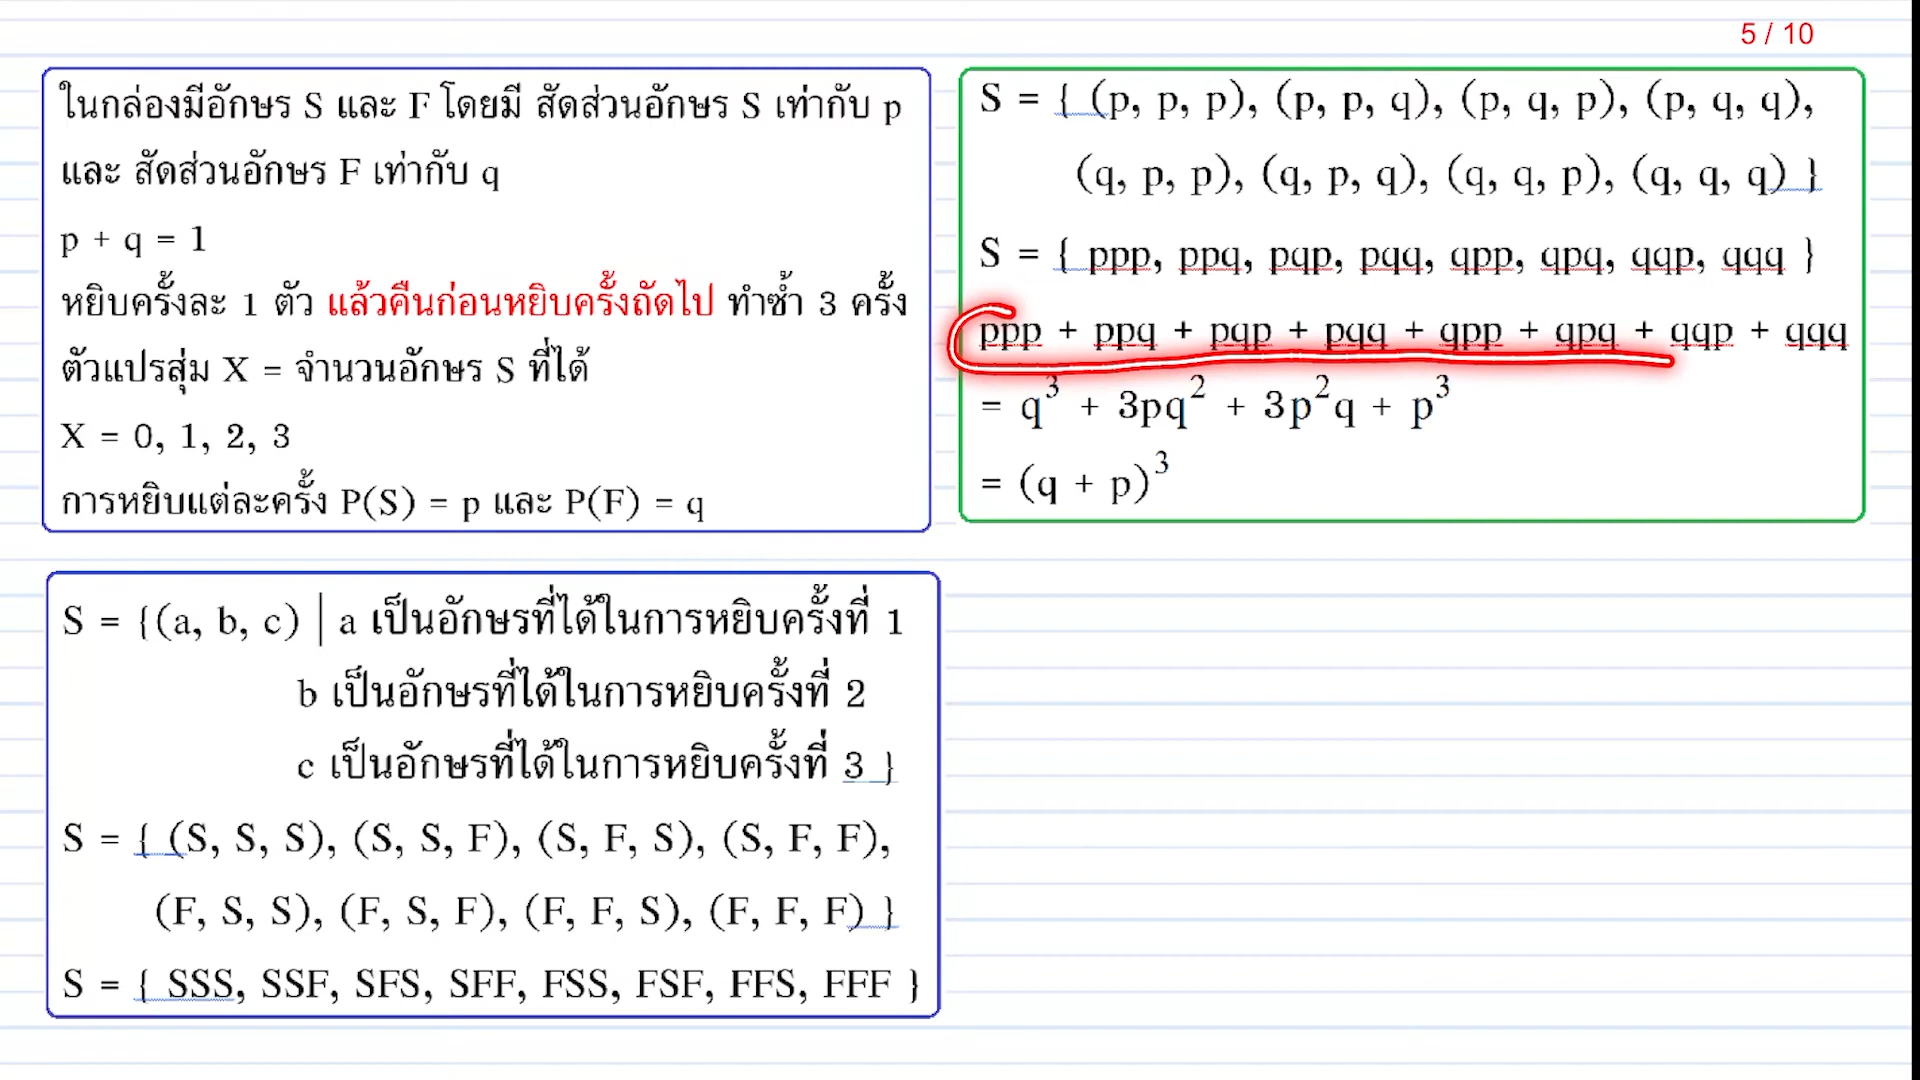 5 / 10
ในกล่องมีอักษร S และ F โดยมี สัดส่วนอักษร S เท่ากับ p
และ สัดส่วนอักษร F เท่ากับ q
p + q = 1
หยิบครั้งละ 1 ตัว แล้วคืนก่อนหยิบครั้งถัดไป ทำซ้ำ 3 ครั้ง
ตัวแปรสุ่ม X = จำนวนอักษร S ที่ได้
X = 0, 1, 2, 3
การหยิบแต่ละครั้ง P(S) = p และ P(F) = q
S = { (p, p, p), (p, p, q), (p, q, p), (p, q, q),
(q, p, p), (q, p, q), (q, q, p), (q, q, q) }
S = { ppp, ppq, pqp, pqq, qpp, qpq, qqp, qqq }
ppp + ppq + pqp + pqq + qpp + qpq + qqp + qqq
= q³ + 3pq² + 3p²q + p³
= (q + p)³
S = {(a, b, c) | a เป็นอักษรที่ได้ในการหยิบครั้งที่ 1
b เป็นอักษรที่ได้ในการหยิบครั้งที่ 2
c เป็นอักษรที่ได้ในการหยิบครั้งที่ 3 }
S = { (S, S, S), (S, S, F), (S, F, S), (S, F, F),
(F, S, S), (F, S, F), (F, F, S), (F, F, F) }
S = { SSS, SSF, SFS, SFF, FSS, FSF, FFS, FFF }